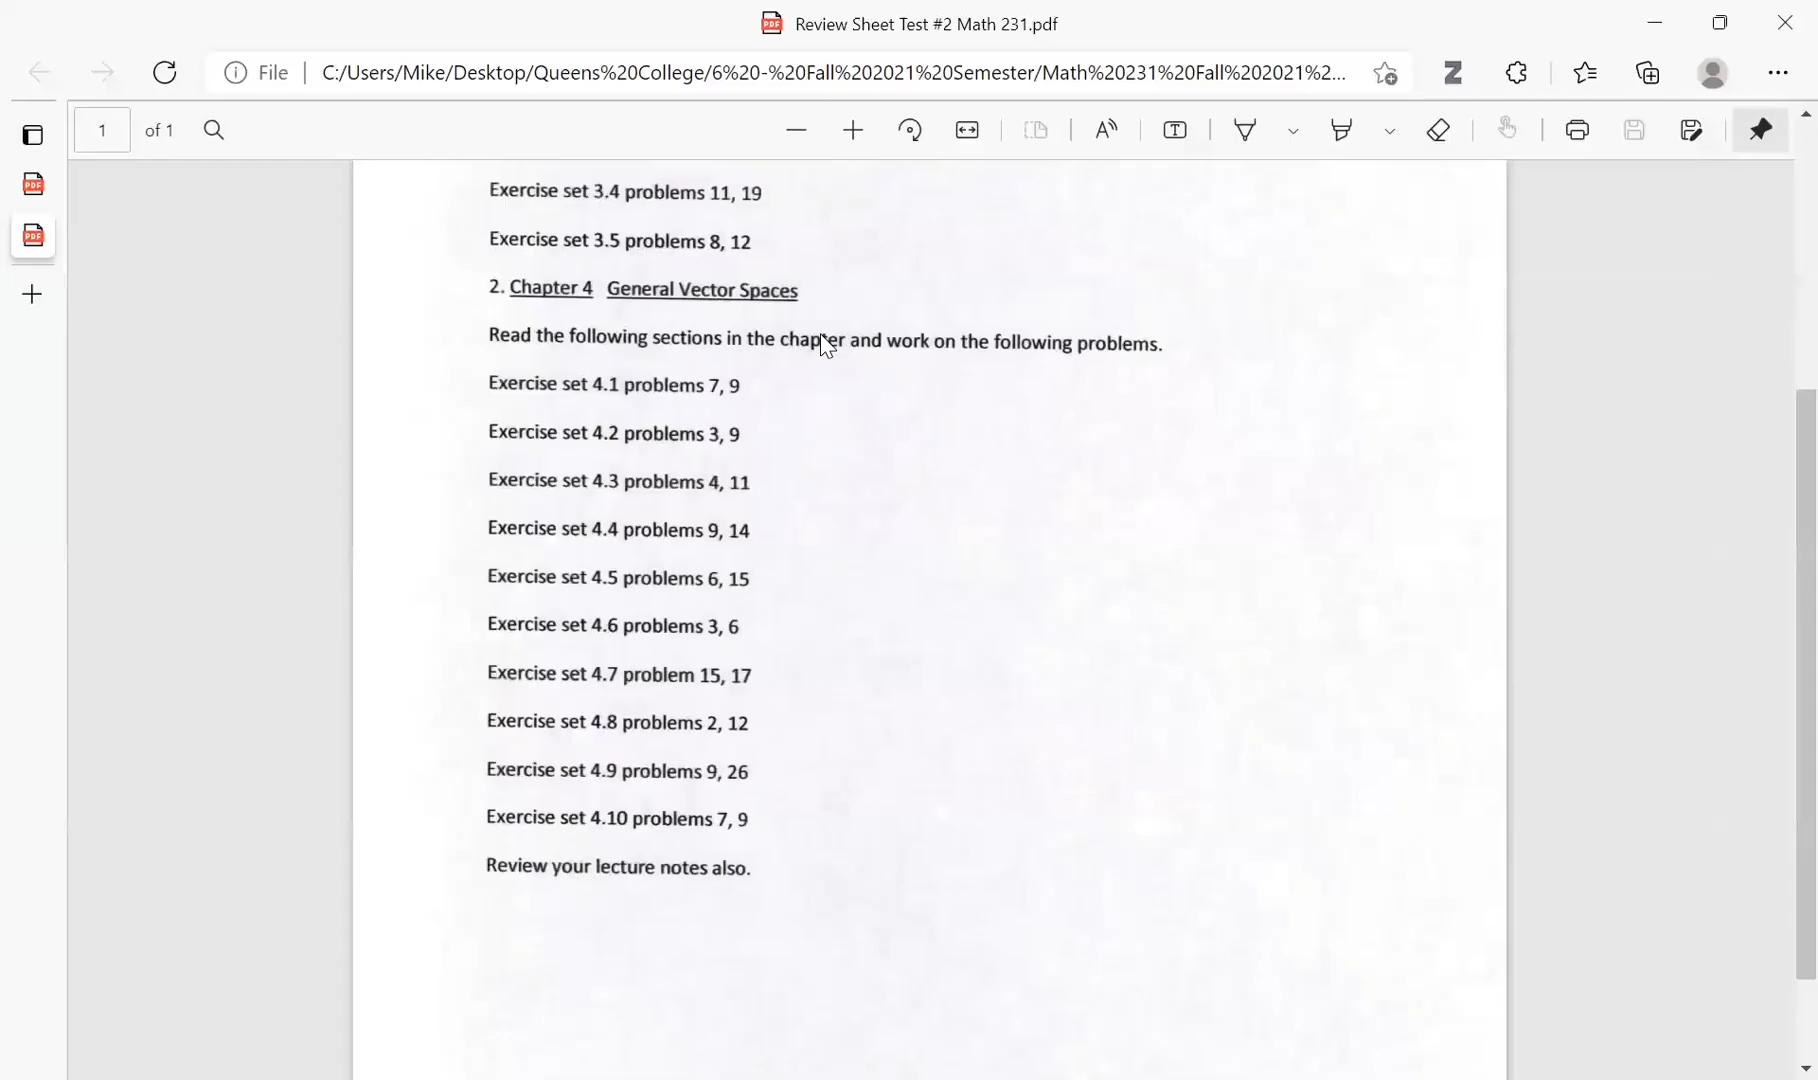 Review Sheet Test #2 Math 231.pdf
File | C:/Users/Mike/Desktop/Queens%20College/6%20-%20Fall%202021%20Semester/Math%20231%20Fall%202021%2...
1 of 1
Exercise set 3.4 problems 11, 19
Exercise set 3.5 problems 8, 12
2. Chapter 4 General Vector Spaces
Read the following sections in the chapter and work on the following problems.
Exercise set 4.1 problems 7, 9
Exercise set 4.2 problems 3, 9
Exercise set 4.3 problems 4, 11
Exercise set 4.4 problems 9, 14
Exercise set 4.5 problems 6, 15
Exercise set 4.6 problems 3, 6
Exercise set 4.7 problem 15, 17
Exercise set 4.8 problems 2, 12
Exercise set 4.9 problems 9, 26
Exercise set 4.10 problems 7, 9
Review your lecture notes also.